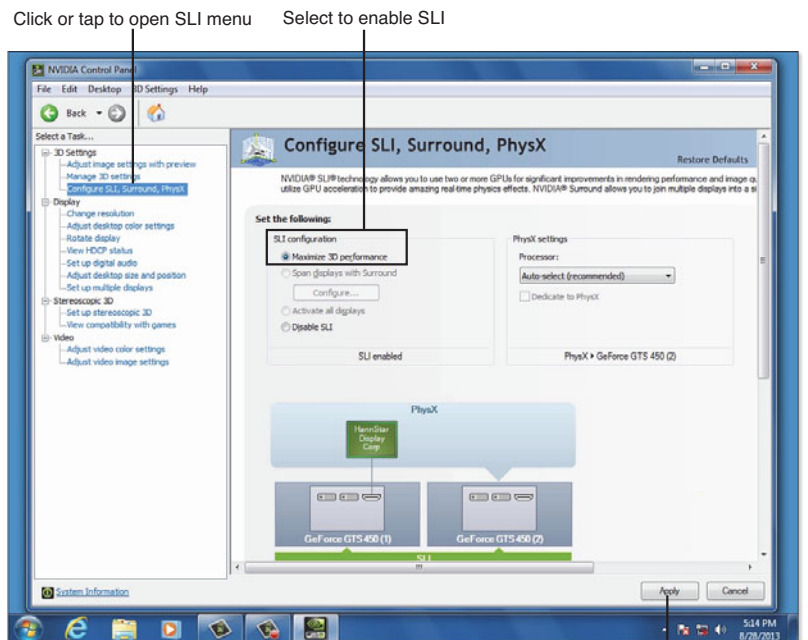 Click or tap to open SLI menu
Select to enable SLI
NVIDIA Control Panel
File Edit Desktop 3D Settings Help
Back
Select a Task...
3D Settings
Adjust image settings with preview
Manage 3D settings
Configure SLI, Surround, PhysX
Display
Change resolution
Adjust desktop color settings
Rotate display
View HDCP status
Set up digital audio
Adjust desktop size and position
Set up multiple displays
Stereoscopic 3D
Set up stereoscopic 3D
View compatibility with games
Video
Adjust video color settings
Adjust video image settings
System Information
Configure SLI, Surround, PhysX
Restore Defaults
NVIDIA® SLI® technology allows you to use two or more GPUs for significant improvements in rendering performance and image qu
utilize GPU acceleration to provide amazing real-time physics effects. NVIDIA® Surround allows you to join multiple displays into a si
Set the following:
SLI configuration
Maximize 3D performance
Span displays with Surround
Configure...
Activate all displays
Disable SLI
SLI enabled
PhysX settings
Processor:
Auto-select (recommended)
Dedicate to PhysX
PhysX ▸ GeForce GTS 450 (2)
PhysX
HannStar
Display
Corp
GeForce GTS 450 (1)
GeForce GTS 450 (2)
SLI
Apply
Cancel
5:14 PM
8/28/2013